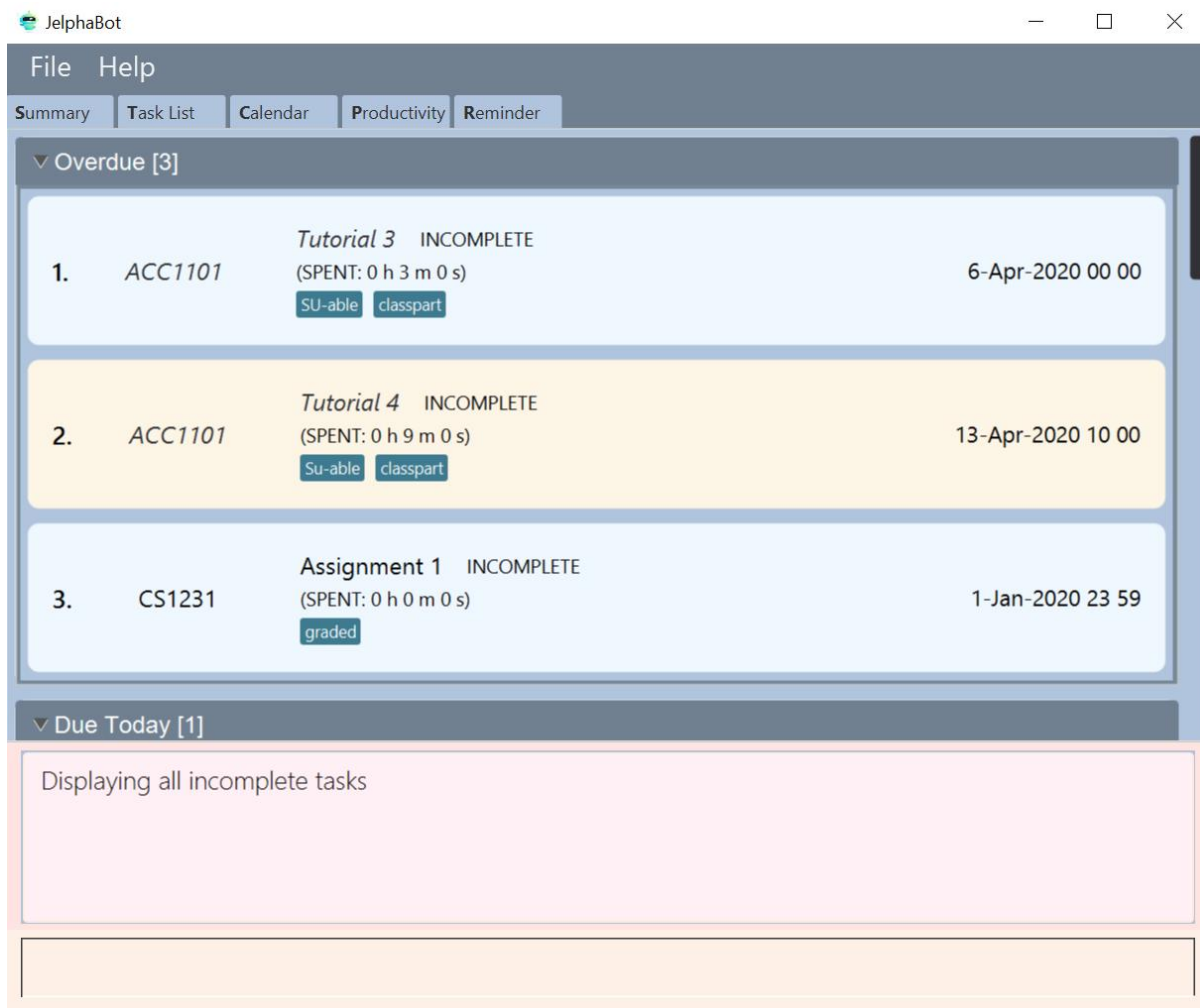 JelphaBot
File Help
Summary Task List Calendar Productivity Reminder
Overdue [3]
Tutorial 3 INCOMPLETE
1. ACC1101 (SPENT: 0 h 3 m 0 s) 6-Apr-2020 00 00
SU-able classpart
Tutorial 4 INCOMPLETE
2. ACC1101 (SPENT: 0 h 9 m 0 s) 13-Apr-2020 10 00
Su-able classpart
Assignment 1 INCOMPLETE
3. CS1231 (SPENT: 0 h 0 m 0 s) 1-Jan-2020 23 59
graded
Due Today [1]
Displaying all incomplete tasks